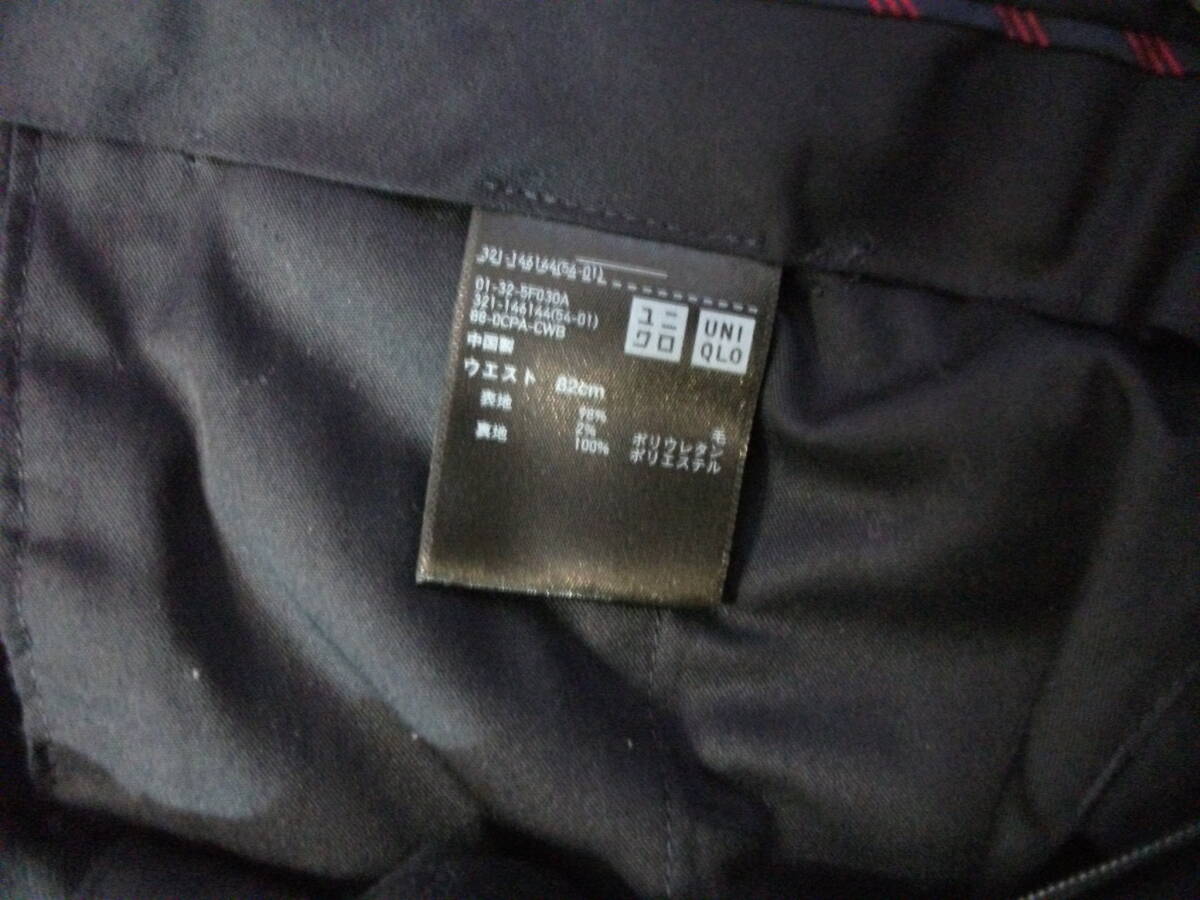 321-146144(54-01)
01-32-5F030A
321-146144(54-01)
88-0CPA-CWB
ユニクロ
UNIQLO
中国製
ウエスト 82cm
表地 98% 毛
2% ポリウレタン
裏地 100% ポリエステル